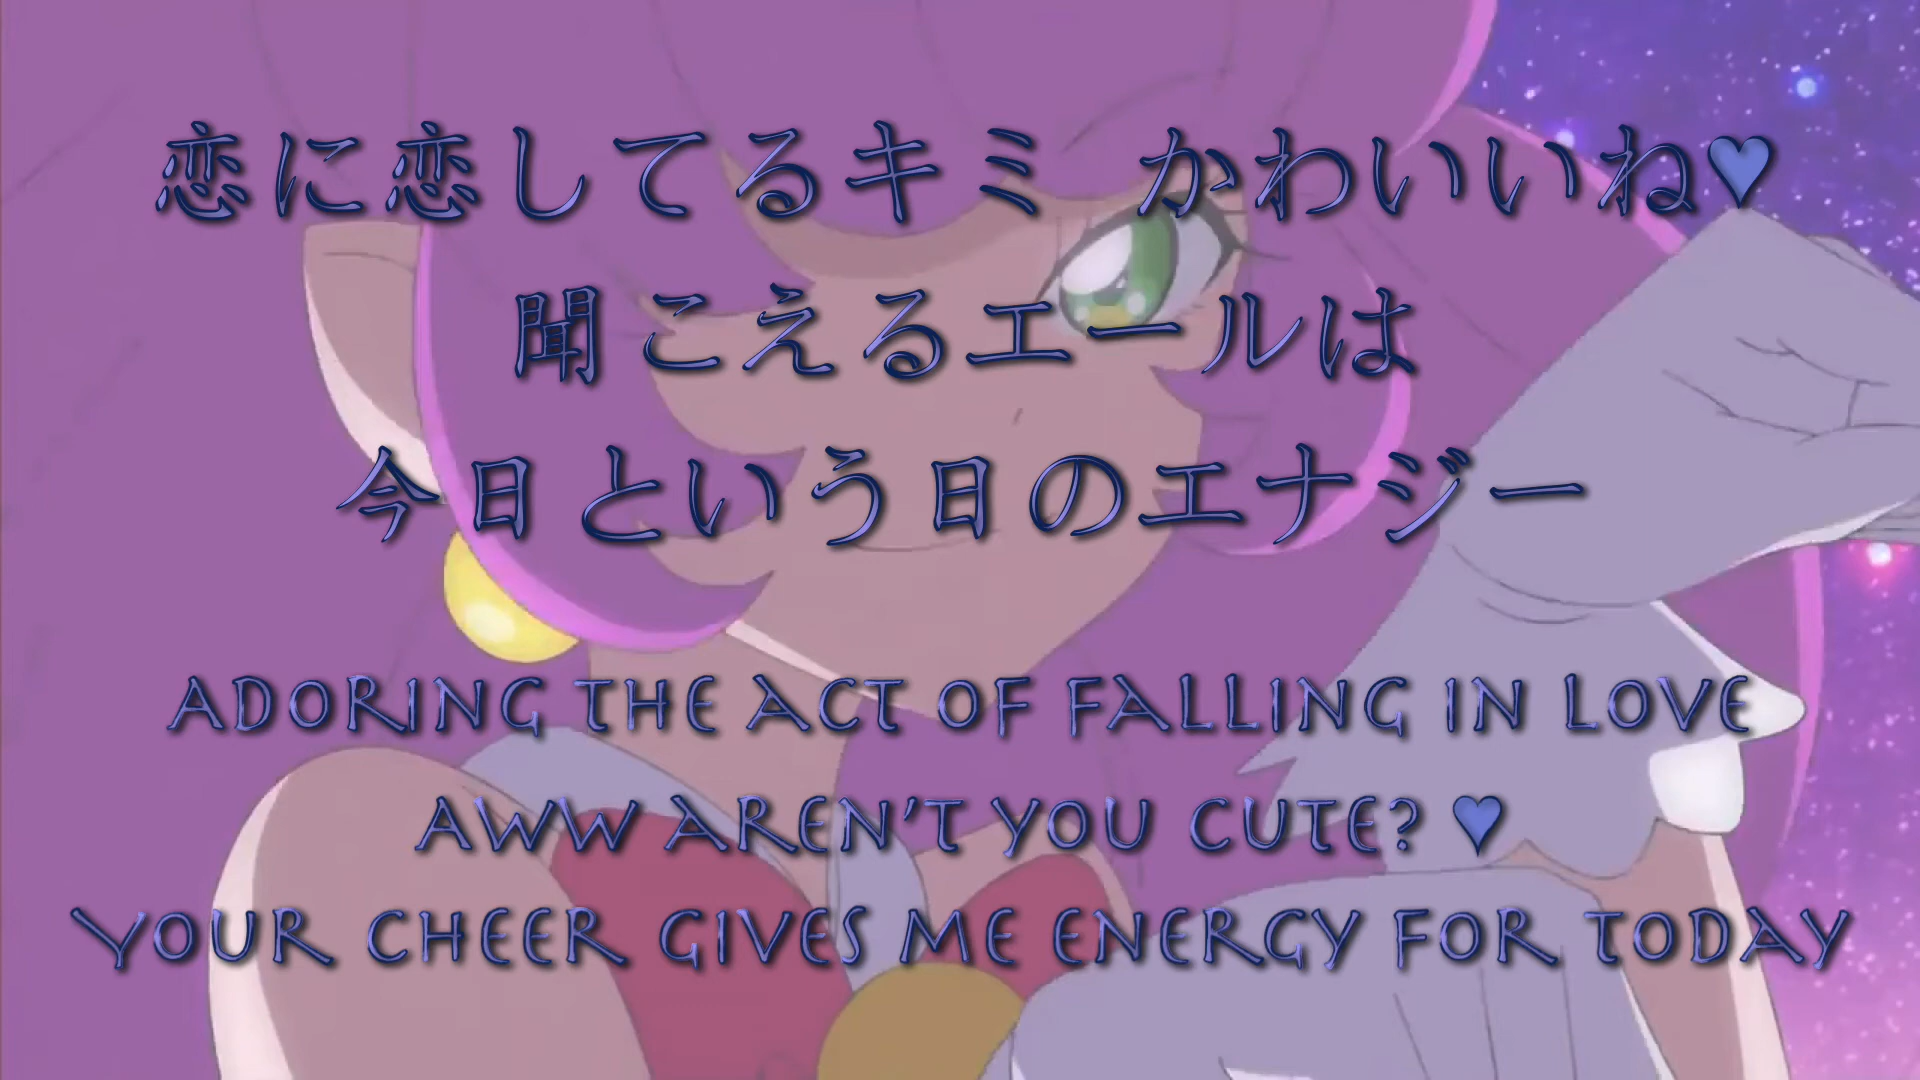 恋に恋してるキミ かわいいね♥
聞こえるエールは
今日という日のエナジー
ADORING THE ACT OF FALLING IN LOVE
AWW AREN'T YOU CUTE? ♥
YOUR CHEER GIVES ME ENERGY FOR TODAY